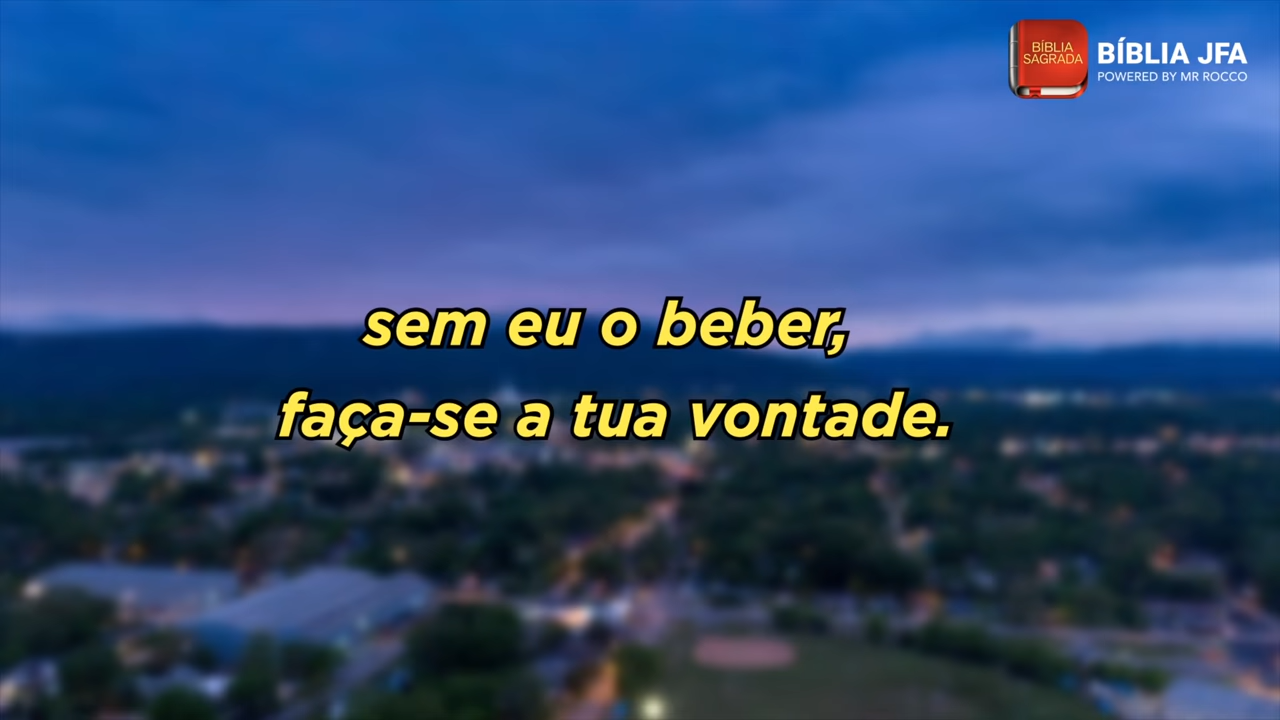 BÍBLIA
SAGRADA
BÍBLIA JFA
POWERED BY MR ROCCO
sem eu o beber,
faça-se a tua vontade.